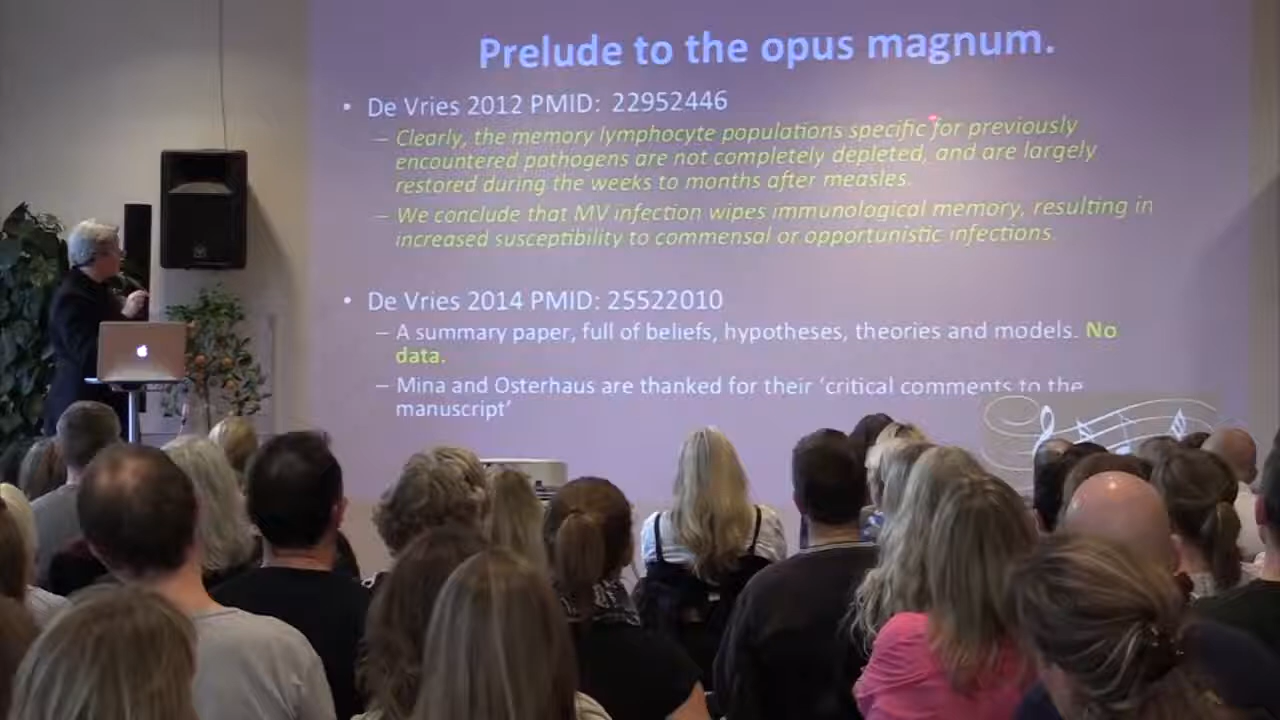 Prelude to the opus magnum.
• De Vries 2012 PMID: 22952446
– Clearly, the memory lymphocyte populations specific for previously
encountered pathogens are not completely depleted, and are largely
restored during the weeks to months after measles.
– We conclude that MV infection wipes immunological memory, resulting in
increased susceptibility to commensal or opportunistic infections.
• De Vries 2014 PMID: 25522010
– A summary paper, full of beliefs, hypotheses, theories and models. No
data.
– Mina and Osterhaus are thanked for their ‘critical comments to the
manuscript’